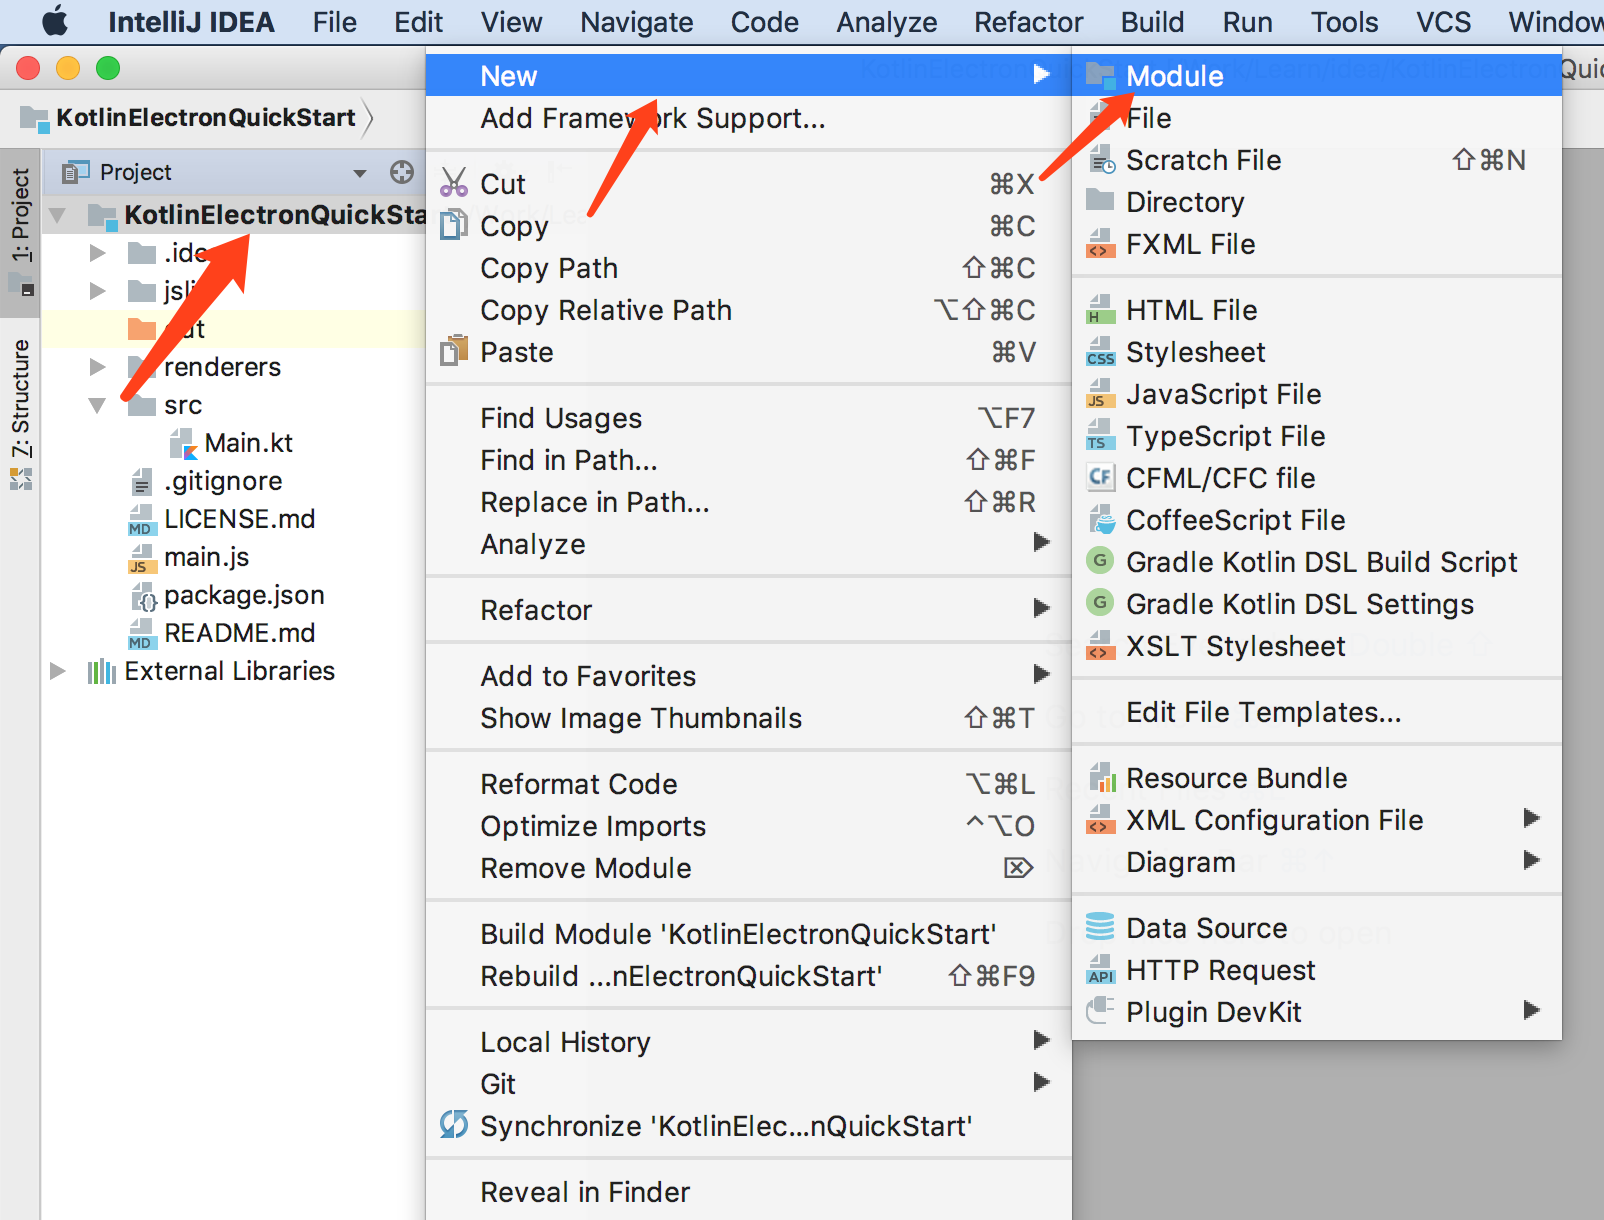 IntelliJ IDEA File Edit View Navigate Code Analyze Refactor Build Run Tools VCS Window
KotlinElectronQuickStart
Project
1: Project
7: Structure
KotlinElectronQuickSta
jsli
renderers
src
Main.kt
.gitignore
LICENSE.md
main.js
package.json
README.md
External Libraries
New
Add Framework Support...
Cut ⌘X
Copy ⌘C
Copy Path ⇧⌘C
Copy Relative Path ⌥⇧⌘C
Paste ⌘V
Find Usages ⌥F7
Find in Path... ⇧⌘F
Replace in Path... ⇧⌘R
Analyze
Refactor
Add to Favorites
Show Image Thumbnails ⇧⌘T
Reformat Code ⌥⌘L
Optimize Imports ^⌥O
Remove Module ⌦
Build Module 'KotlinElectronQuickStart'
Rebuild ...nElectronQuickStart' ⇧⌘F9
Local History
Git
Synchronize 'KotlinElec...nQuickStart'
Reveal in Finder
Module
File
Scratch File ⇧⌘N
Directory
FXML File
HTML File
Stylesheet
JavaScript File
TypeScript File
CFML/CFC file
CoffeeScript File
Gradle Kotlin DSL Build Script
Gradle Kotlin DSL Settings
XSLT Stylesheet
Edit File Templates...
Resource Bundle
XML Configuration File
Diagram
Data Source
HTTP Request
Plugin DevKit